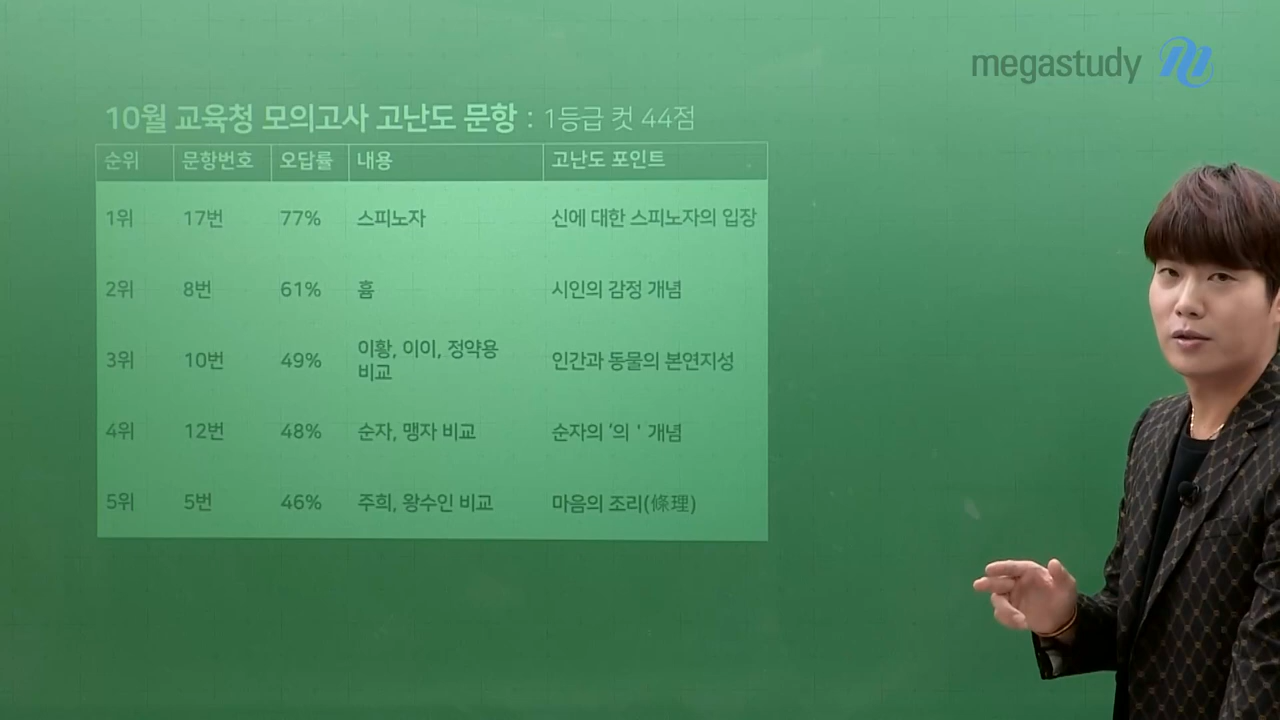 megastudy
10월 교육청 모의고사 고난도 문항 : 1등급 컷 44점
순위 문항번호 오답률 내용 고난도 포인트
1위 17번 77% 스피노자 신에 대한 스피노자의 입장
2위 8번 61% 흄 시인의 감정 개념
3위 10번 49% 이황, 이이, 정약용 비교 인간과 동물의 본연지성
4위 12번 48% 순자, 맹자 비교 순자의 '의 ' 개념
5위 5번 46% 주희, 왕수인 비교 마음의 조리(條理)